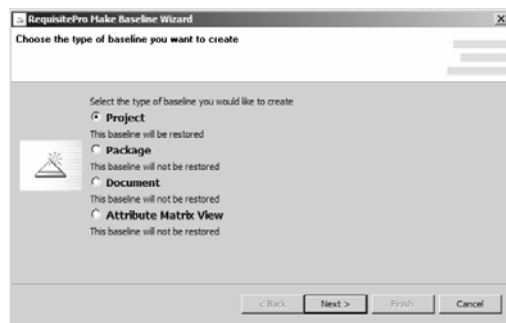 RequisitePro Make Baseline Wizard
Choose the type of baseline you want to create
Select the type of baseline you would like to create
Project
This baseline will be restored
Package
This baseline will not be restored
Document
This baseline will not be restored
Attribute Matrix View
This baseline will not be restored
< Back Next > Finish Cancel